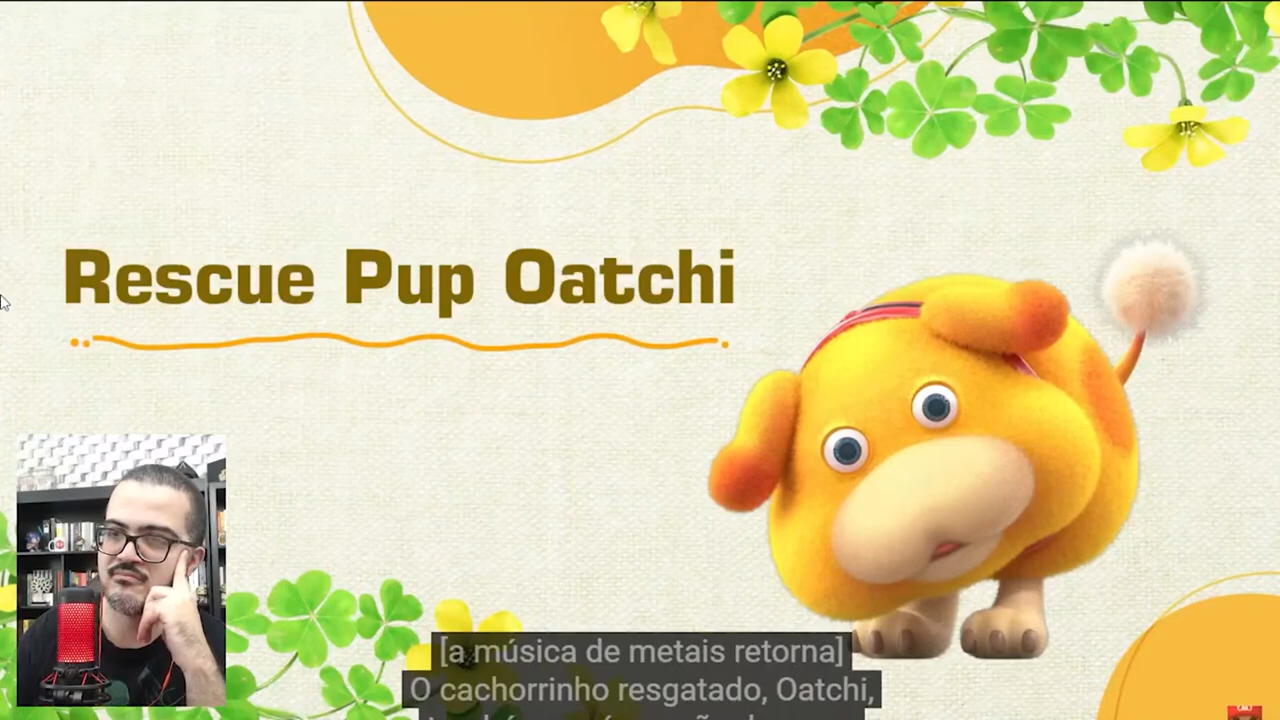 Rescue Pup Oatchi
[a música de metais retorna]
O cachorrinho resgatado, Oatchi,